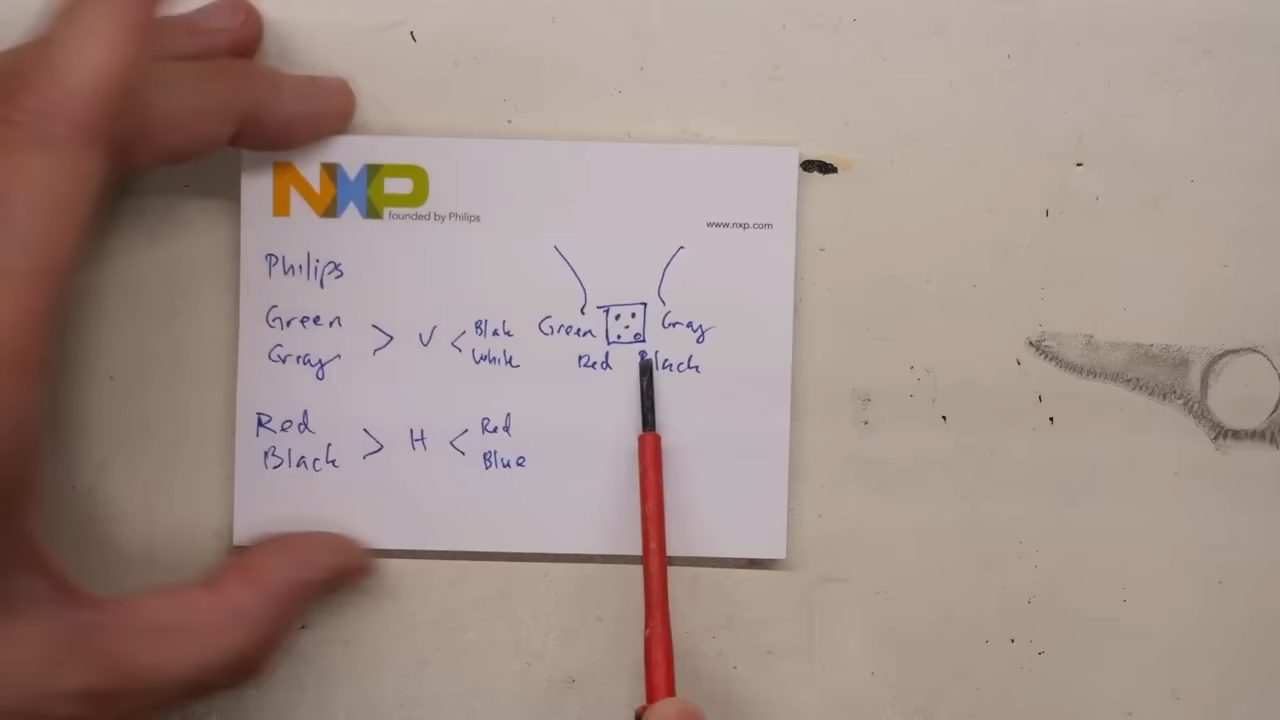 NXP
founded by Philips
www.nxp.com
Philips
Green
Gray
> V <
Blak
White
Green
Gray
Red
Black
Red
Black
> H <
Red
Blue